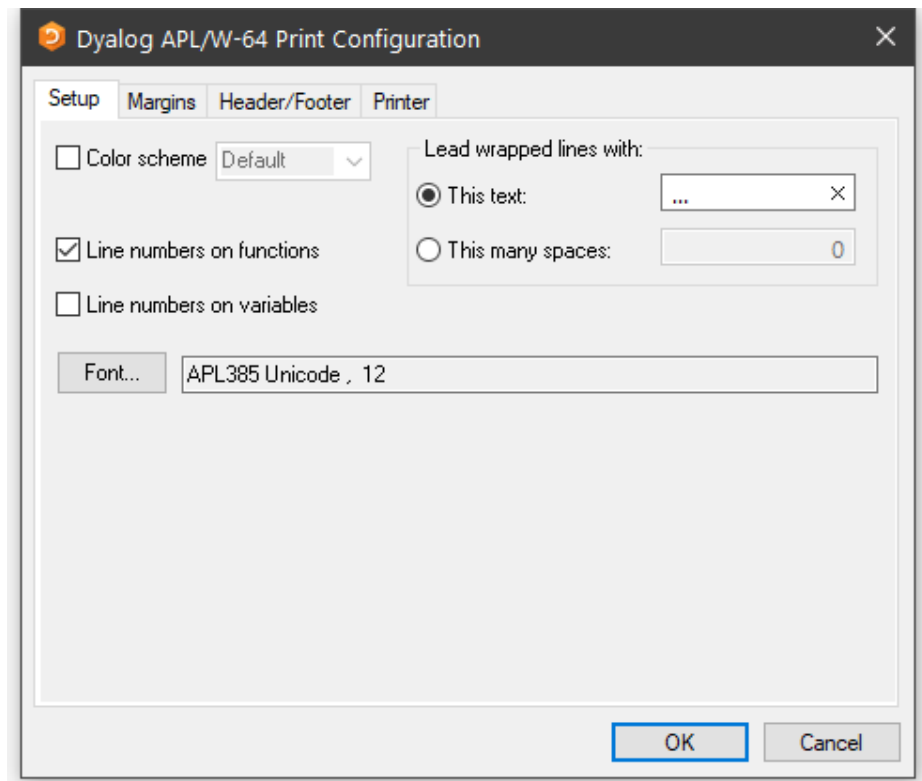 Dyalog APL/W-64 Print Configuration
Setup Margins Header/Footer Printer
Color scheme Default
Lead wrapped lines with:
This text: ...
Line numbers on functions
This many spaces: 0
Line numbers on variables
Font... APL385 Unicode , 12
OK Cancel